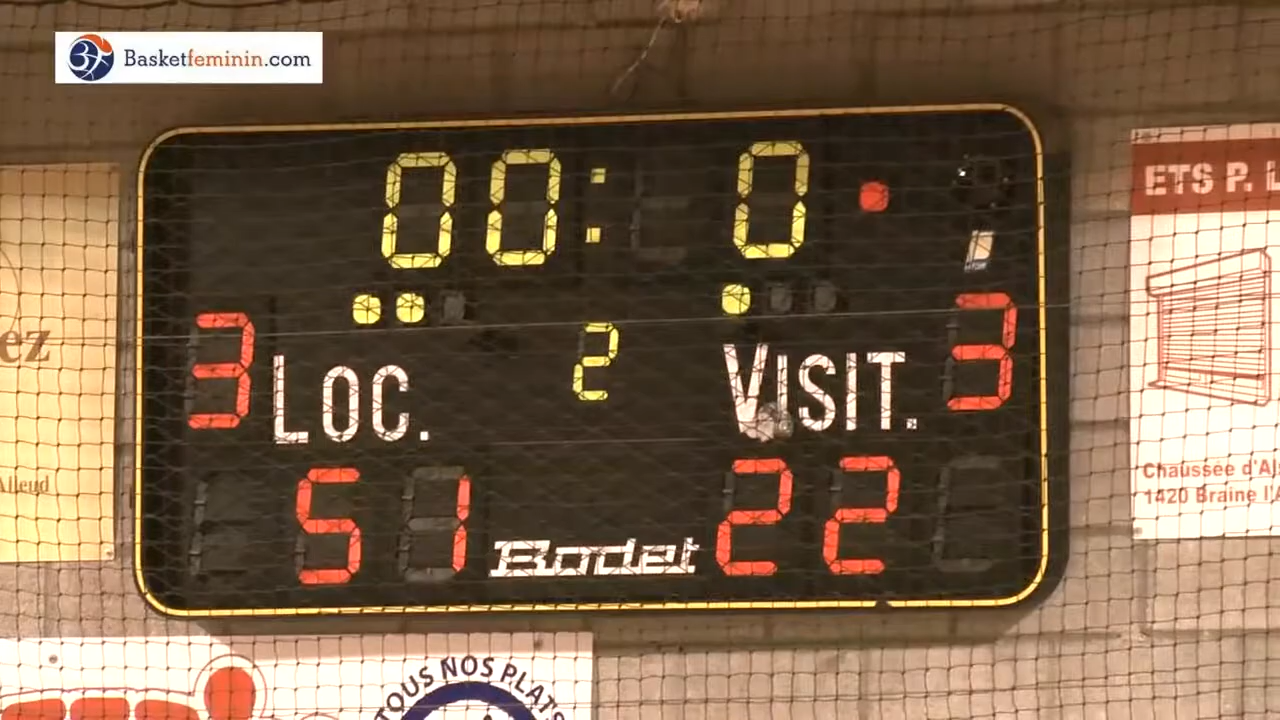 Basketfeminin.com
00: 0
ETS P. L
3 2 3
LOC. VISIT.
ez
51 22
Bodet
Alleud
Chaussée d'Al
1420 Braine l'A
TOUS NOS PLATS